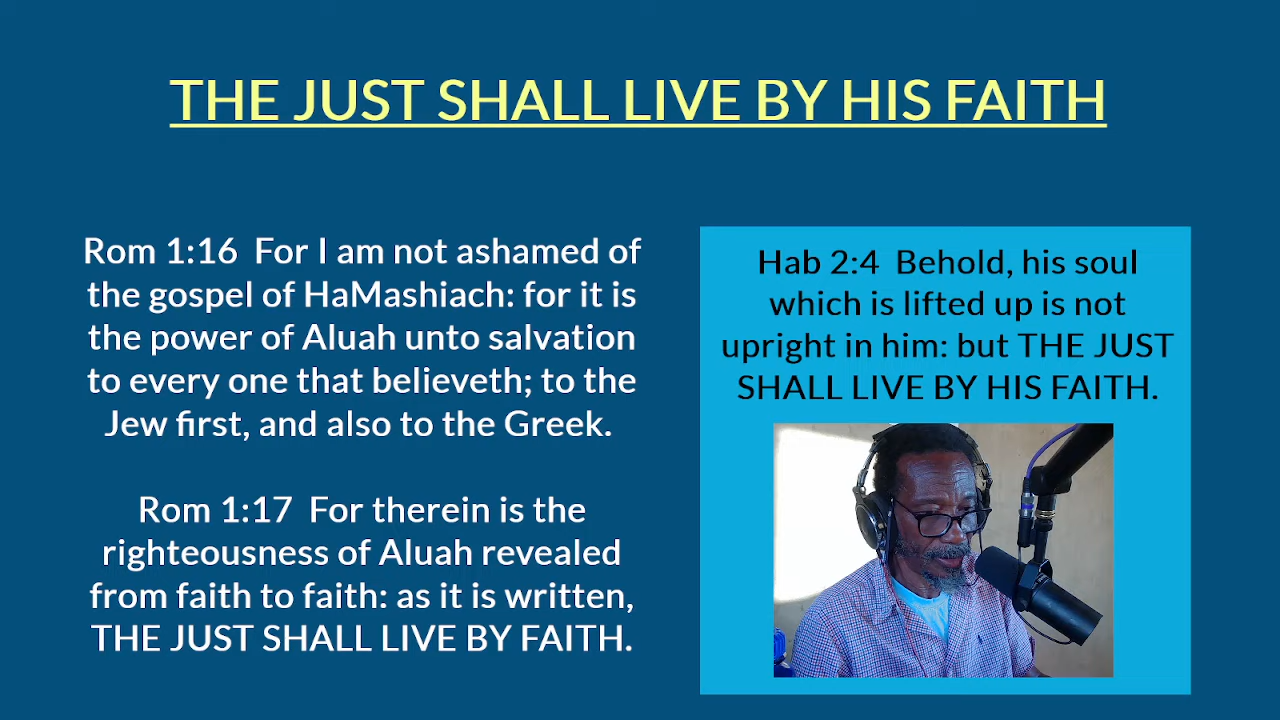 THE JUST SHALL LIVE BY HIS FAITH
Rom 1:16  For I am not ashamed of
the gospel of HaMashiach: for it is
the power of Aluah unto salvation
to every one that believeth; to the
Jew first, and also to the Greek.
Rom 1:17  For therein is the
righteousness of Aluah revealed
from faith to faith: as it is written,
THE JUST SHALL LIVE BY FAITH.
Hab 2:4  Behold, his soul
which is lifted up is not
upright in him: but THE JUST
SHALL LIVE BY HIS FAITH.